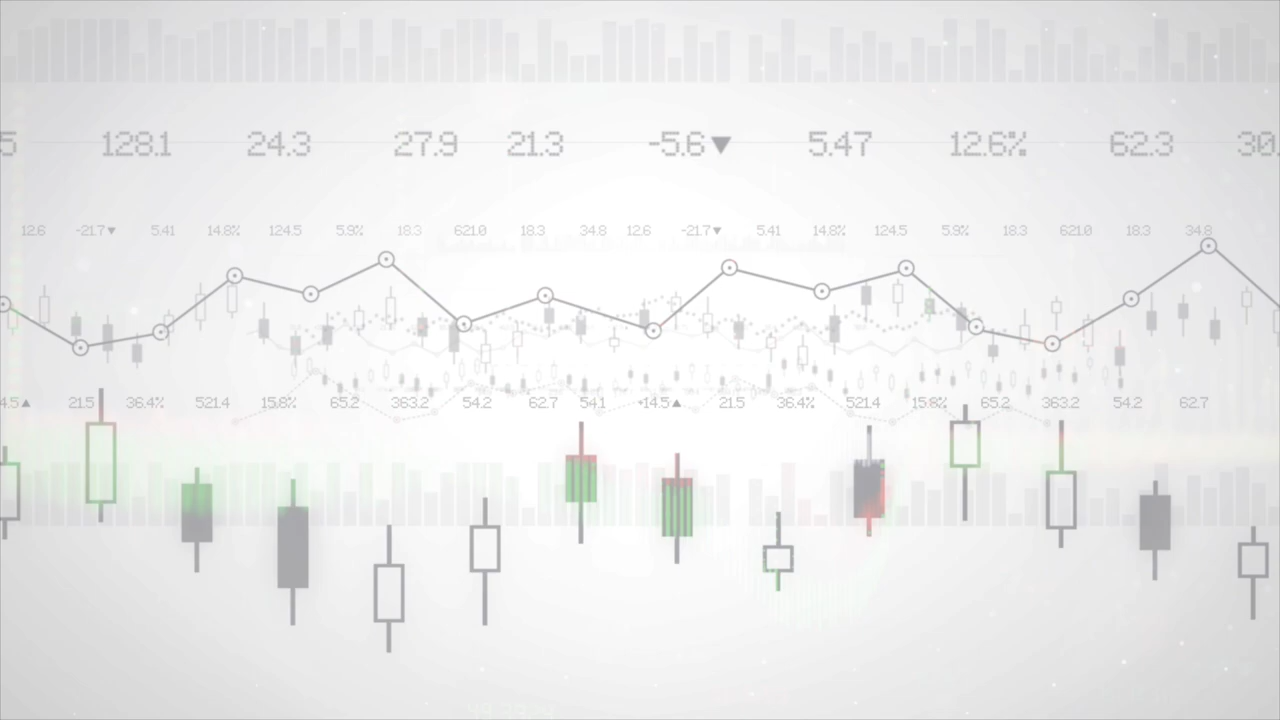 5 128.1 24.3 27.9 21.3 -5.6▼ 5.47 12.6% 62.3 30.
12.6 -21.7▼ 5.41 14.8% 124.5 5.9% 18.3 621.0 18.3 34.8 12.6 -21.7▼ 5.41 14.8% 124.5 5.9% 18.3 621.0 18.3 34.8
4.5▲ 21.5 36.4% 521.4 15.8% 65.2 363.2 54.2 62.7 54.1 14.5▲ 21.5 36.4% 521.4 15.8% 65.2 363.2 54.2 62.7